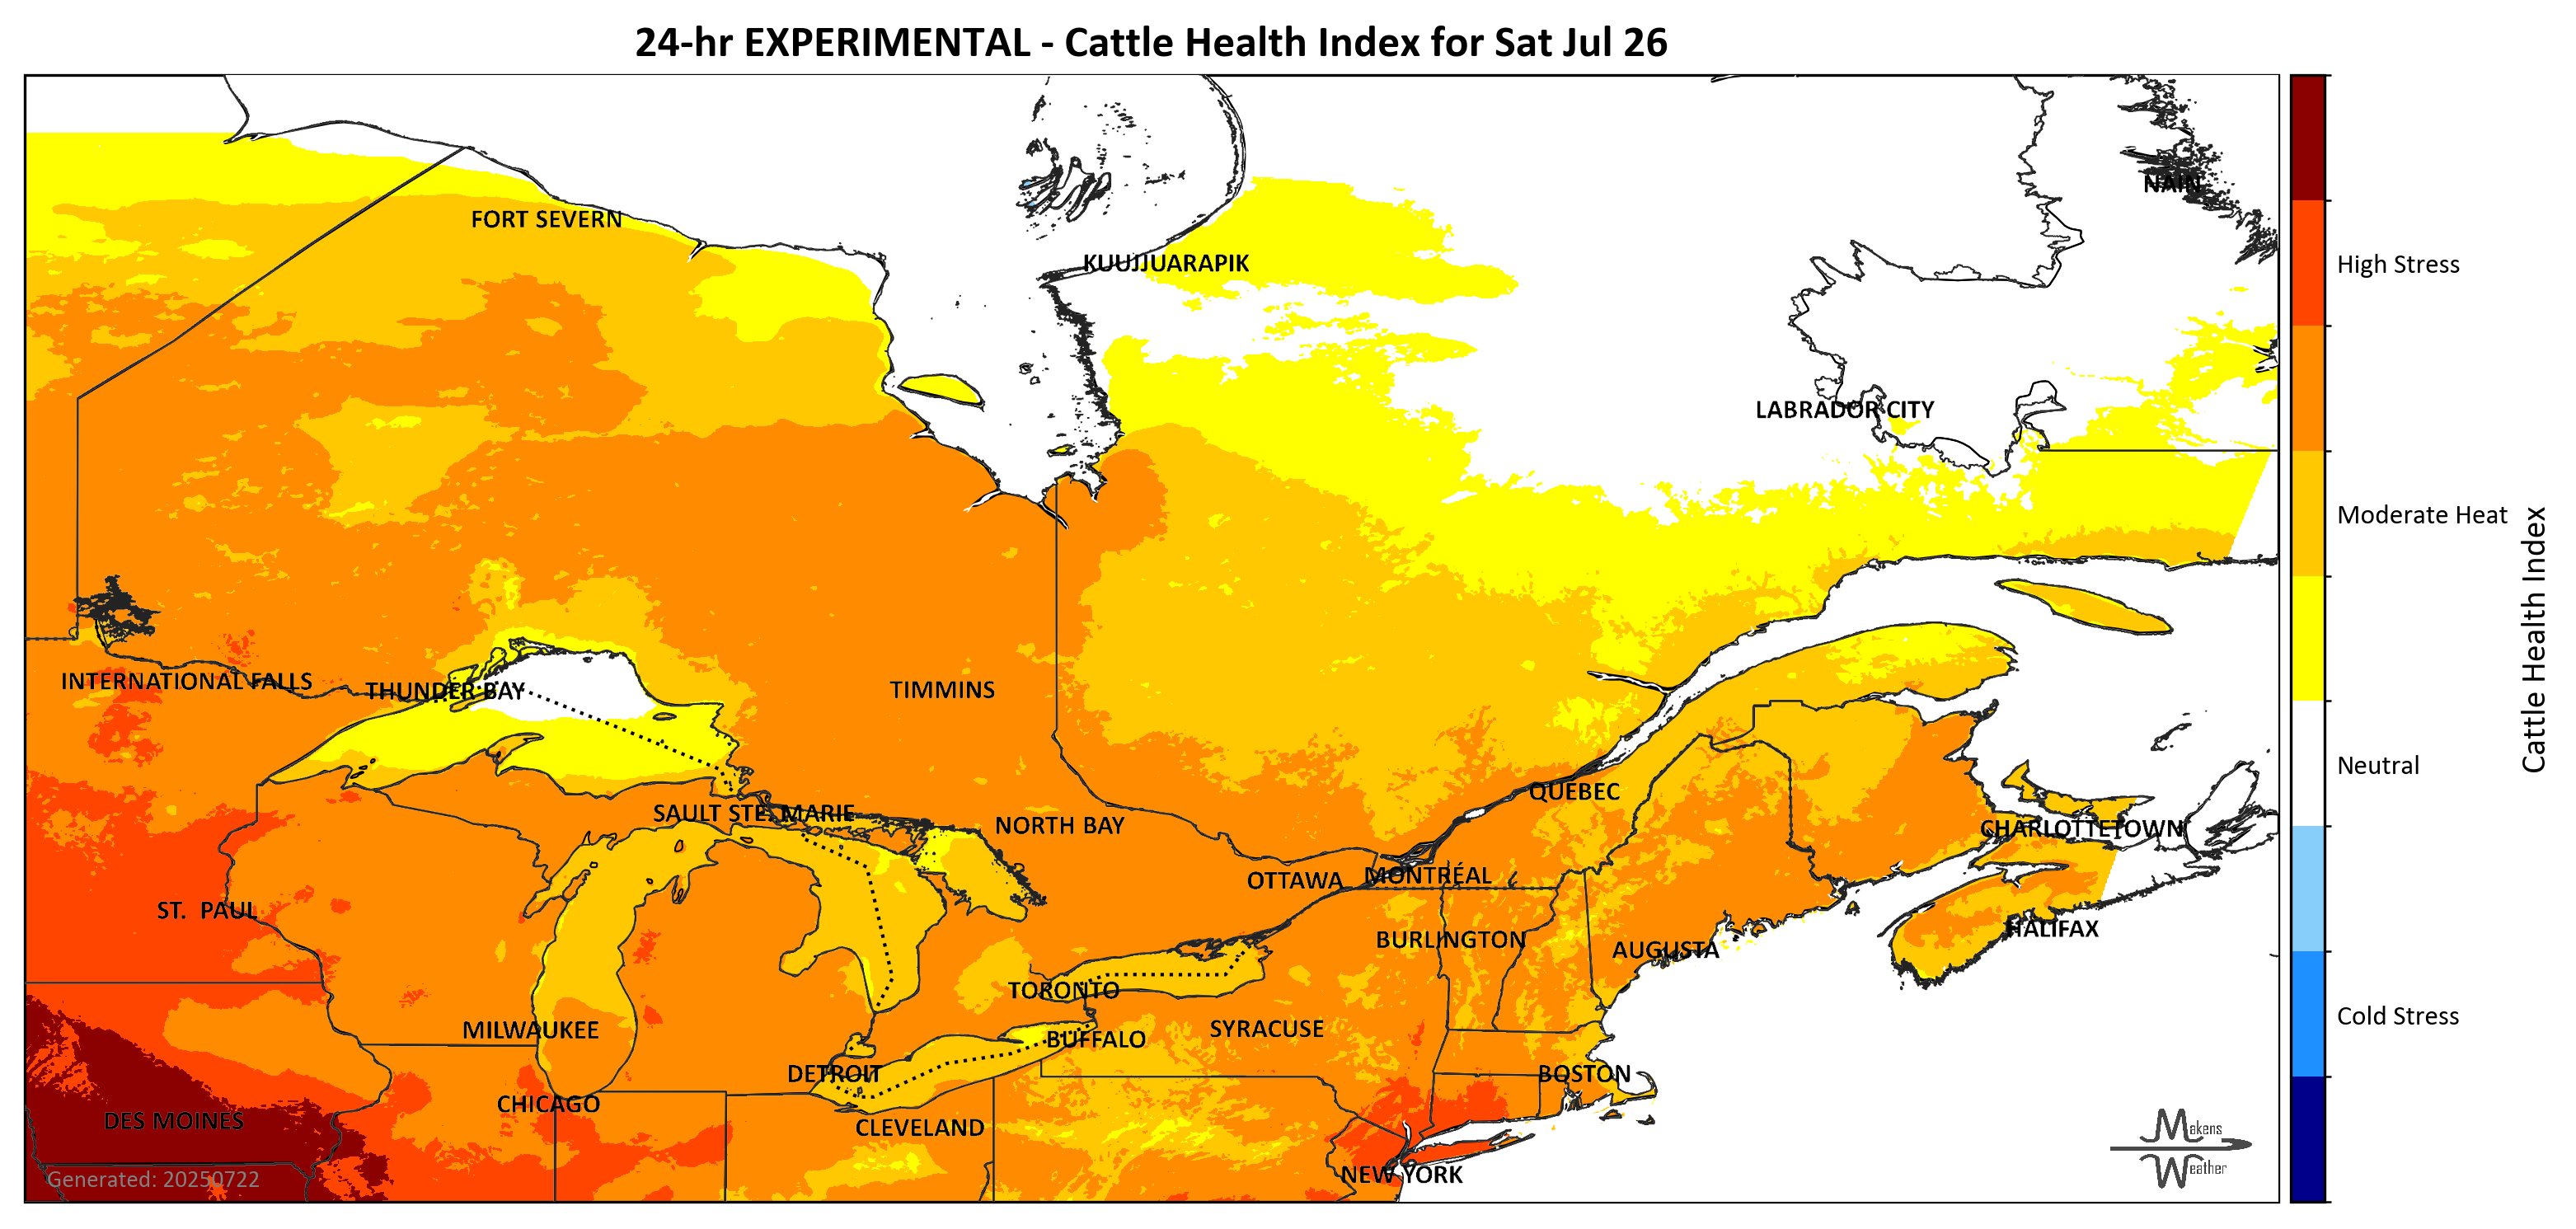 24-hr EXPERIMENTAL - Cattle Health Index for Sat Jul 26
NAIN
FORT SEVERN
KUUJJUARAPIK
High Stress
LABRADOR CITY
Moderate Heat
Cattle Health Index
INTERNATIONAL FALLS
THUNDER BAY
TIMMINS
Neutral
QUEBEC
SAULT STE. MARIE
NORTH BAY
CHARLOTTETOWN
OTTAWA
MONTRÉAL
ST. PAUL
HALIFAX
BURLINGTON
AUGUSTA
TORONTO
Cold Stress
MILWAUKEE
SYRACUSE
BUFFALO
DETROIT
BOSTON
CHICAGO
DES MOINES
CLEVELAND
Makens
Weather
NEW YORK
Generated: 20250722